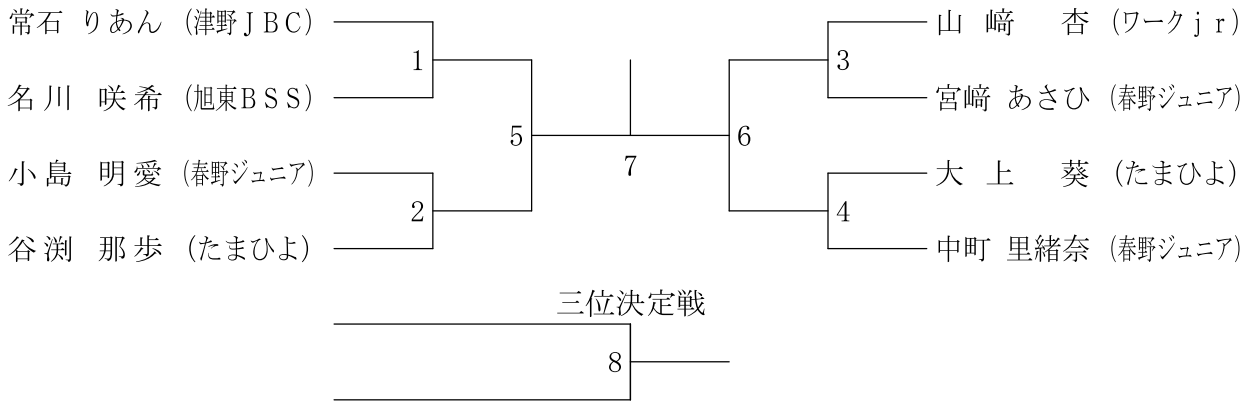 常石 りあん (津野ＪＢＣ)
1
名川 咲希 (旭東ＢＳＳ)
5
小島 明愛 (春野ジュニア)
2
谷渕 那歩 (たまひよ)
7
山﨑 杏 (ワークｊｒ)
3
宮﨑 あさひ (春野ジュニア)
6
大上 葵 (たまひよ)
4
中町 里緒奈 (春野ジュニア)
三位決定戦
8